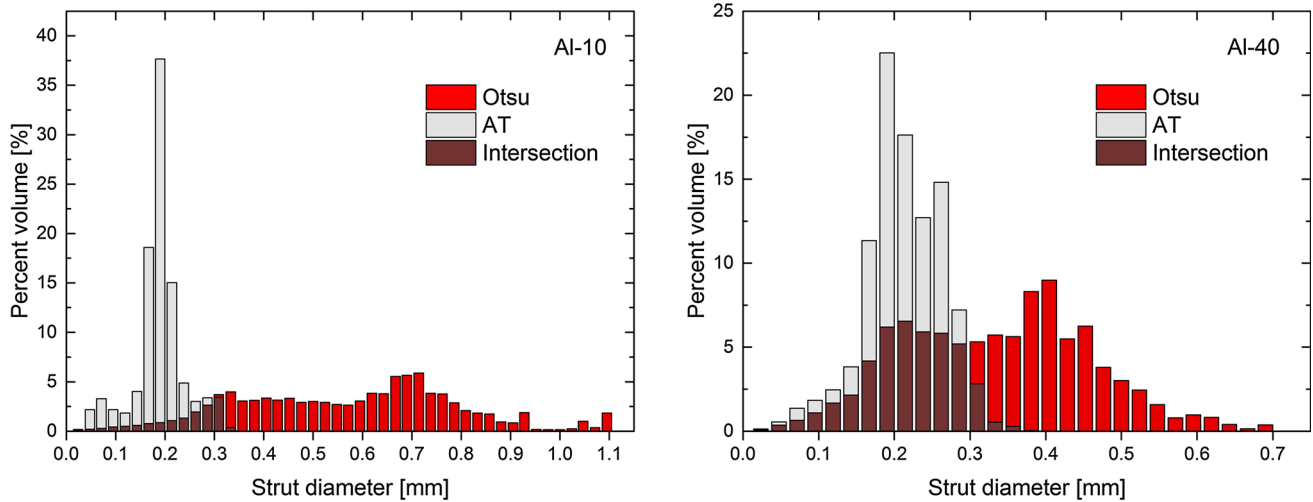 Al-10
Otsu
AT
Intersection
Percent volume [%]
40
35
30
25
20
15
10
5
0
0.0 0.1 0.2 0.3 0.4 0.5 0.6 0.7 0.8 0.9 1.0 1.1
Strut diameter [mm]
Al-40
Otsu
AT
Intersection
Percent volume [%]
25
20
15
10
5
0
0.0 0.1 0.2 0.3 0.4 0.5 0.6 0.7
Strut diameter [mm]